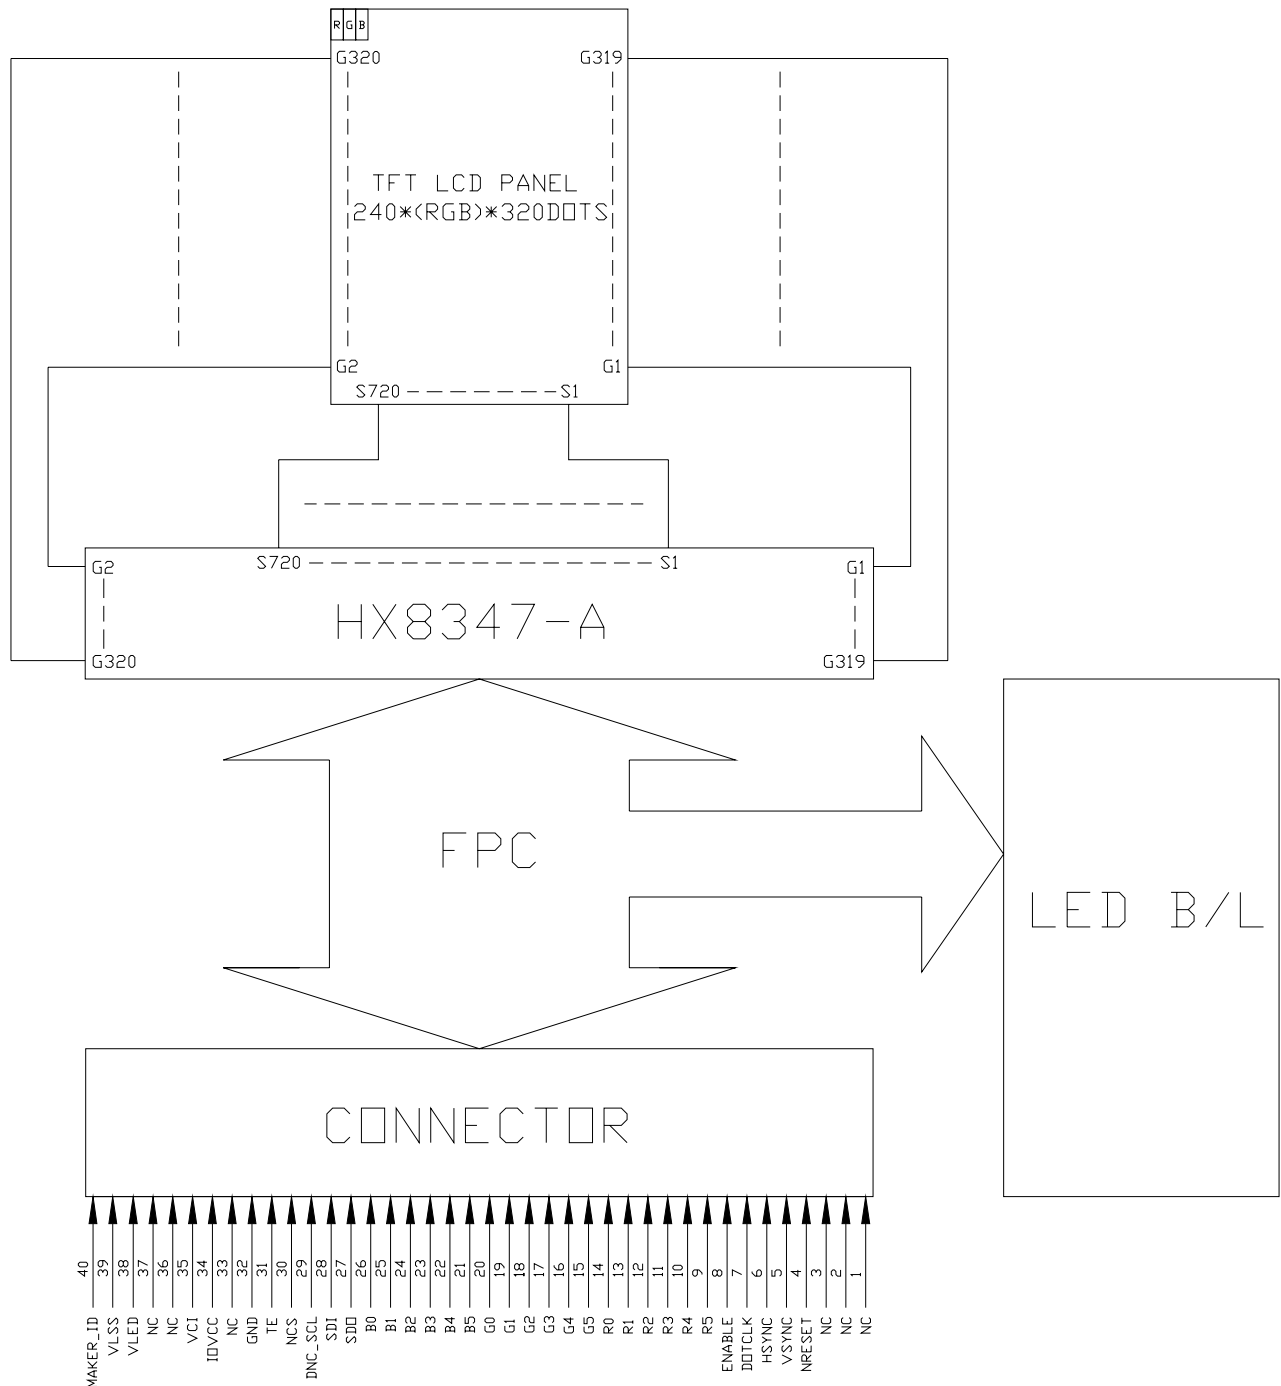 R G B
G320 G319
TFT LCD PANEL
240*(RGB)*320DOTS
G2 G1
S720 S1
G2 S720 S1 G1
HX8347-A
G320 G319
FPC
LED B/L
CONNECTOR
40 39 38 37 36 35 34 33 32 31 30 29 28 27 26 25 24 23 22 21 20 19 18 17 16 15 14 13 12 11 10 9 8 7 6 5 4 3 2 1
MAKER_ID VLSS VLED NC NC VCI IOVCC NC GND TE NCS DNC_SCL SDI SDO B0 B1 B2 B3 B4 B5 G0 G1 G2 G3 G4 G5 R0 R1 R2 R3 R4 R5 ENABLE DOTCLK HSYNC VSYNC NRESET NC NC NC